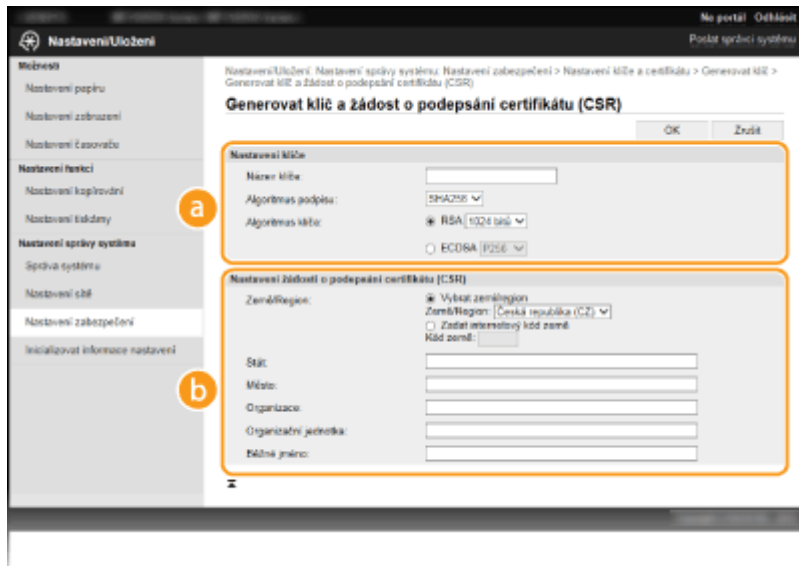 Na portál Odhlásit
Nastavení/Uložení
Poslat správci systému
Možnosti
Nastavení papíru
Nastavení zobrazení
Nastavení časovače
Nastavení funkcí
Nastavení kopírování
Nastavení tiskárny
Nastavení správy systému
Správa systému
Nastavení sítě
Nastavení zabezpečení
Inicializovat informace nastavení
Nastavení/Uložení: Nastavení správy systému: Nastavení zabezpečení > Nastavení klíče a certifikátu > Generovat klíč >
Generovat klíč a žádost o podepsání certifikátu (CSR)
Generovat klíč a žádost o podepsání certifikátu (CSR)
OK Zrušit
a
Nastavení klíče
Název klíče:
Algoritmus podpisu: SHA256
Algoritmus klíče: RSA 1024 bitů
ECDSA P256
b
Nastavení žádosti o podepsání certifikátu (CSR)
Země/Region: Vybrat zemi/region
Země/Region: Česká republika (CZ)
Zadat internetový kód země
Kód země:
Stát:
Město:
Organizace:
Organizační jednotka:
Běžné jméno: